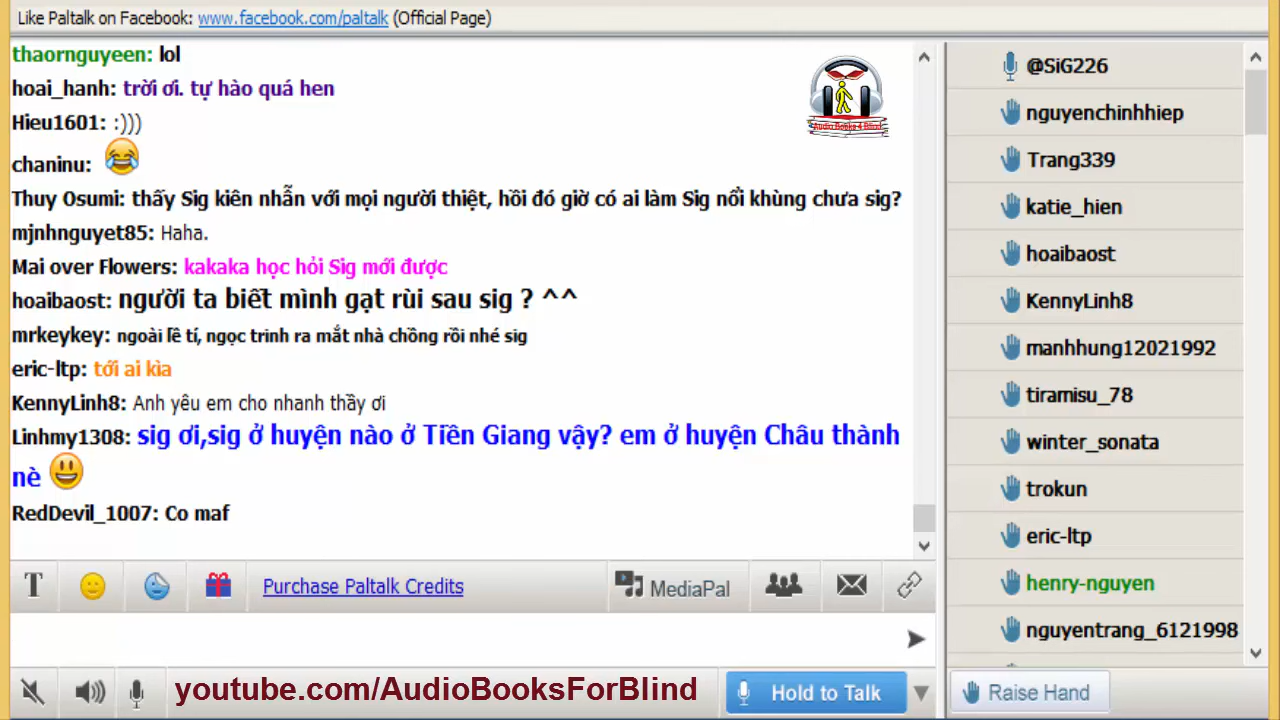 Like Paltalk on Facebook: www.facebook.com/paltalk (Official Page)
thaornguyeen: lol
hoai_hanh: trời ơi. tự hào quá hen
Hieu1601: :)))
chaninu: 😂
Thuy Osumi: thấy Sig kiên nhẫn với mọi người thiệt, hồi đó giờ có ai làm Sig nổi khùng chưa sig?
mjnhnguyet85: Haha.
Mai over Flowers: kakaka học hỏi Sig mới được
hoaibaost: người ta biết mình gạt rùi sau sig ? ^^
mrkeykey: ngoài lề tí, ngọc trinh ra mắt nhà chồng rồi nhé sig
eric-ltp: tới ai kìa
KennyLinh8: Anh yêu em cho nhanh thầy ơi
Linhmy1308: sig ơi,sig ở huyện nào ở Tiền Giang vậy? em ở huyện Châu thành
nè 😃
RedDevil_1007: Co maf
Audio Books 4 Blind
T
Purchase Paltalk Credits
MediaPal
youtube.com/AudioBooksForBlind
Hold to Talk
@SiG226
nguyenchinhhiep
Trang339
katie_hien
hoaibaost
KennyLinh8
manhhung12021992
tiramisu_78
winter_sonata
trokun
eric-ltp
henry-nguyen
nguyentrang_6121998
Raise Hand